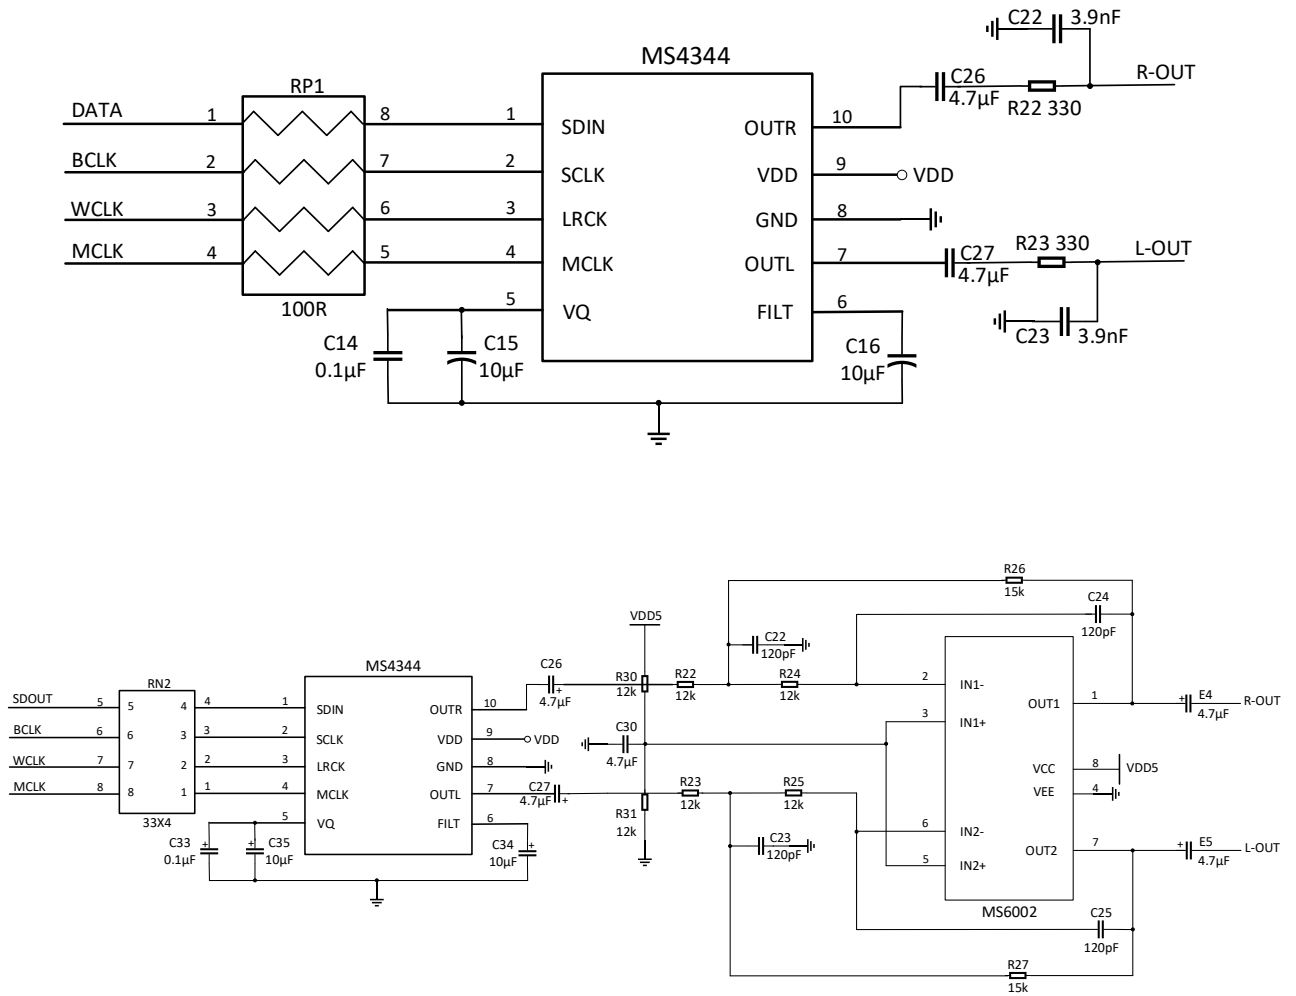 C22 3.9nF
MS4344
C26
4.7µF
R-OUT
R22 330
RP1
DATA 1 8 1 SDIN OUTR 10
BCLK 2 7 2 SCLK VDD 9 VDD
WCLK 3 6 3 LRCK GND 8
MCLK 4 5 4 MCLK OUTL 7
C27
4.7µF
R23 330
L-OUT
100R
5 VQ FILT 6
C23 3.9nF
C14
0.1µF
C15
10µF
C16
10µF
R26
15k
C24
120pF
VDD5
C22
120pF
MS4344
C26
4.7µF
+
R30
12k
R22
12k
R24
12k
2 IN1-
RN2
SDOUT 5 5 4 4 1 SDIN OUTR 10
BCLK 6 6 3 3 2 SCLK VDD 9 VDD
WCLK 7 7 2 2 3 LRCK GND 8
MCLK 8 8 1 1 4 MCLK OUTL 7
33X4
5 VQ FILT 6
3 IN1+
OUT1 1
+ E4
4.7µF
R-OUT
C30
4.7µF
VCC 8 VDD5
VEE 4
C27
4.7µF
+
R31
12k
R23
12k
R25
12k
C33
0.1µF
+
C35
10µF
+
C34
10µF
+
C23
120pF
6 IN2-
5 IN2+
OUT2 7
+ E5
4.7µF
L-OUT
MS6002
C25
120pF
R27
15k